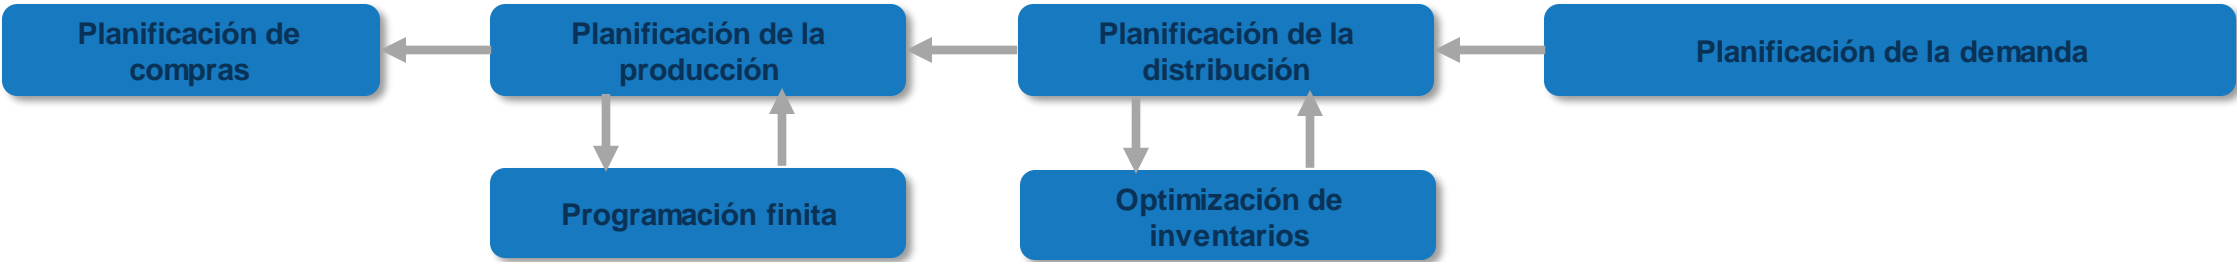 Planificación de
compras
Planificación de la
producción
Planificación de la
distribución
Planificación de la demanda
Programación finita
Optimización de
inventarios